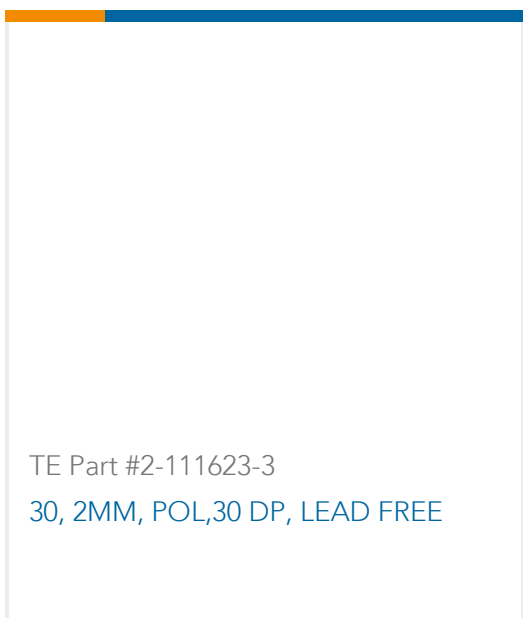 TE Part #2-111623-3
30, 2MM, POL,30 DP, LEAD FREE